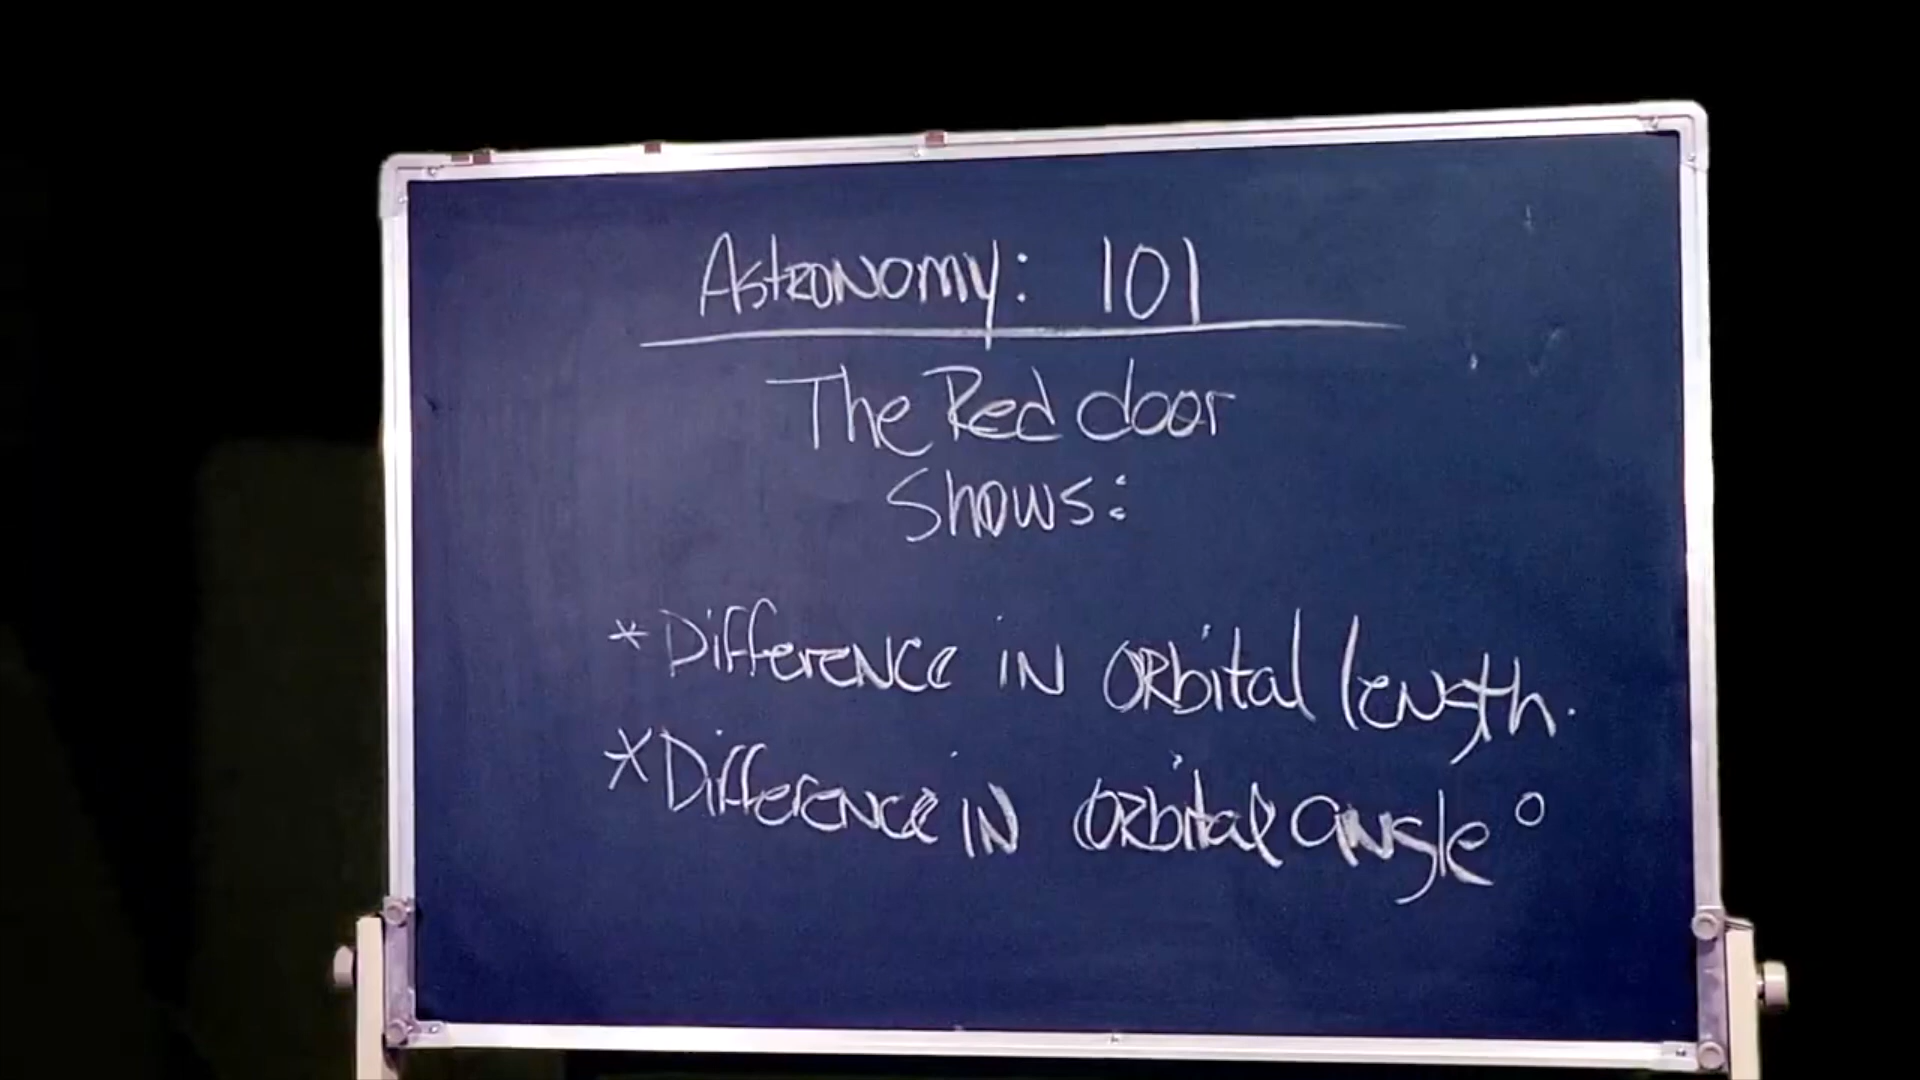 Astronomy: 101
The Red door
Shows:
*Difference in orbital length.
*Difference in orbital angle°